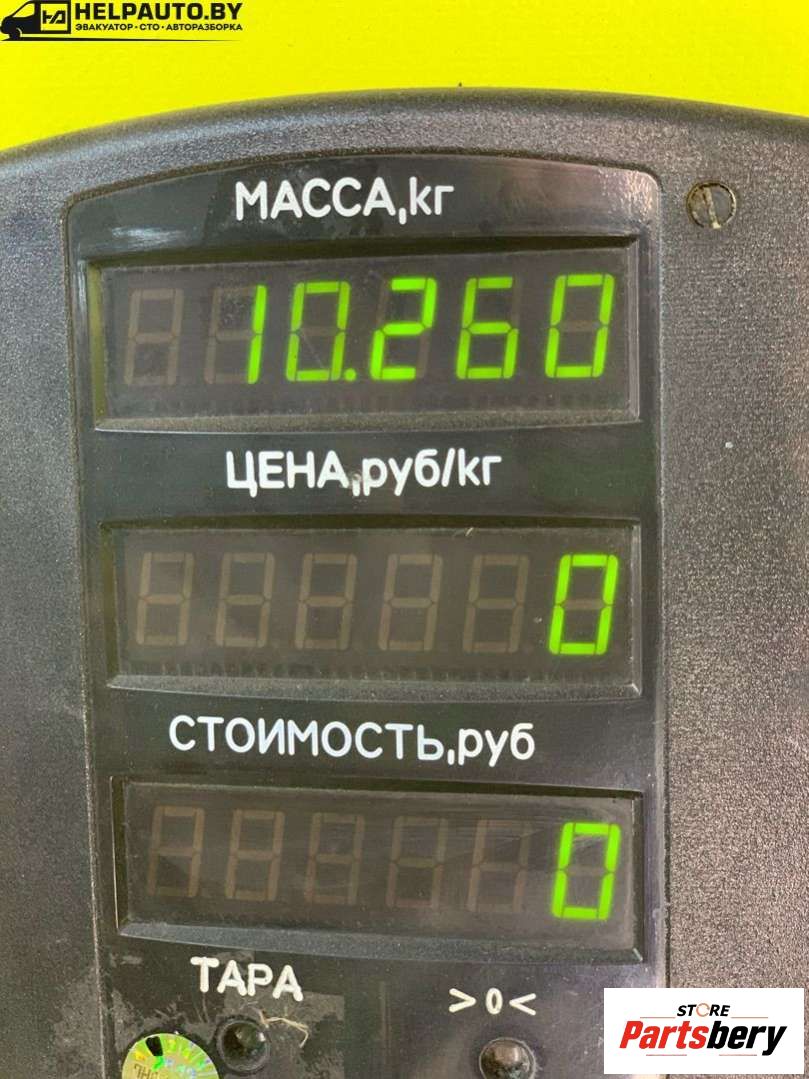 HELPAUTO.BY
ЭВАКУАТОР • СТО • АВТОРАЗБОРКА
МАССА,кг
10.260
ЦЕНА,руб/кг
0
СТОИМОСТЬ,руб
0
ТАРА
>0<
STORE
Partsbery